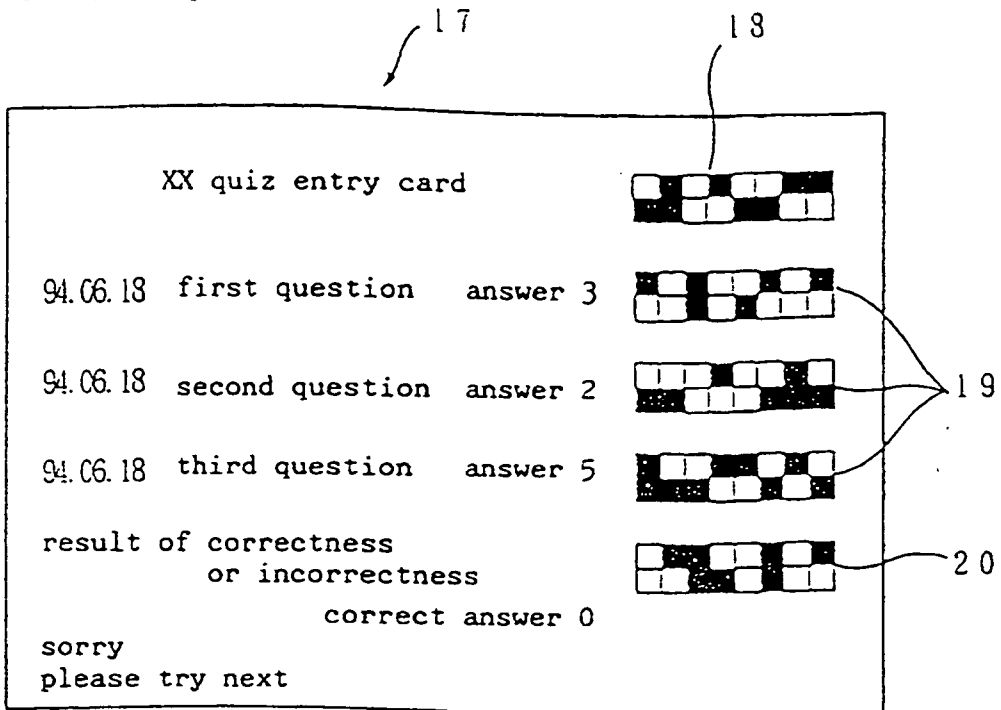 17
18
XX quiz entry card
94.06.18 first question answer 3
94.06.18 second question answer 2
19
94.06.18 third question answer 5
result of correctness
or incorrectness
20
correct answer 0
sorry
please try next